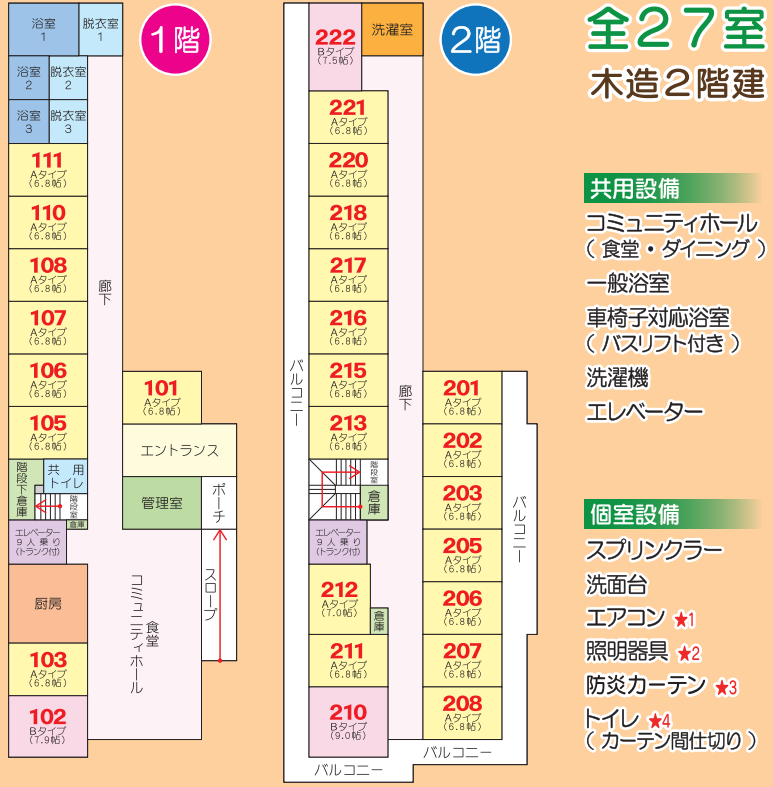 浴室
1
脱衣室
1
1階
浴室
2
脱衣室
2
浴室
3
脱衣室
3
111
Aタイプ
(6.8帖)
110
Aタイプ
(6.8帖)
108
Aタイプ
(6.8帖)
107
Aタイプ
(6.8帖)
106
Aタイプ
(6.8帖)
105
Aタイプ
(6.8帖)
廊下
101
Aタイプ
(6.8帖)
エントランス
管理室
ポーチ
スロープ
階段下倉庫
共用
トイレ
階段室
倉庫
エレベーター
9人乗り
(トランク付)
厨房
食堂
コミュニティホール
103
Aタイプ
(6.8帖)
102
Bタイプ
(7.9帖)
2階
222
Bタイプ
(7.5帖)
洗濯室
221
Aタイプ
(6.8帖)
220
Aタイプ
(6.8帖)
218
Aタイプ
(6.8帖)
217
Aタイプ
(6.8帖)
216
Aタイプ
(6.8帖)
215
Aタイプ
(6.8帖)
213
Aタイプ
(6.8帖)
バルコニー
廊下
階段室
倉庫
エレベーター
9人乗り
(トランク付)
212
Aタイプ
(7.0帖)
倉庫
211
Aタイプ
(6.8帖)
210
Bタイプ
(9.0帖)
201
Aタイプ
(6.8帖)
202
Aタイプ
(6.8帖)
203
Aタイプ
(6.8帖)
205
Aタイプ
(6.8帖)
206
Aタイプ
(6.8帖)
207
Aタイプ
(6.8帖)
208
Aタイプ
(6.8帖)
バルコニー
バルコニー
バルコニー
全27室
木造2階建
共用設備
コミュニティホール
(食堂・ダイニング)
一般浴室
車椅子対応浴室
(バスリフト付き)
洗濯機
エレベーター
個室設備
スプリンクラー
洗面台
エアコン ★1
照明器具 ★2
防炎カーテン ★3
トイレ ★4
(カーテン間仕切り)